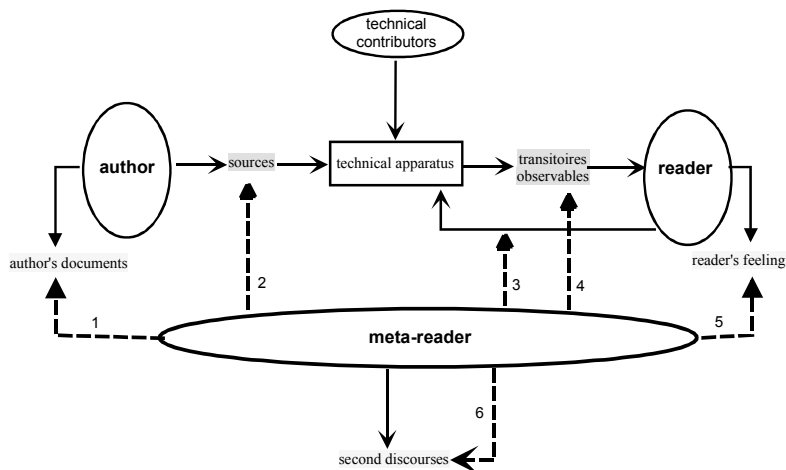 technical
contributors
author
sources
technical apparatus
transitoires
observables
reader
author's documents
reader's feeling
2
3
4
1
5
meta-reader
6
second discourses